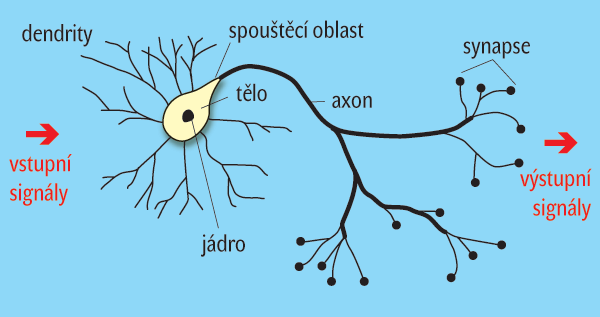 dendrity
spouštěcí oblast
synapse
tělo
axon
vstupní
signály
výstupní
signály
jádro